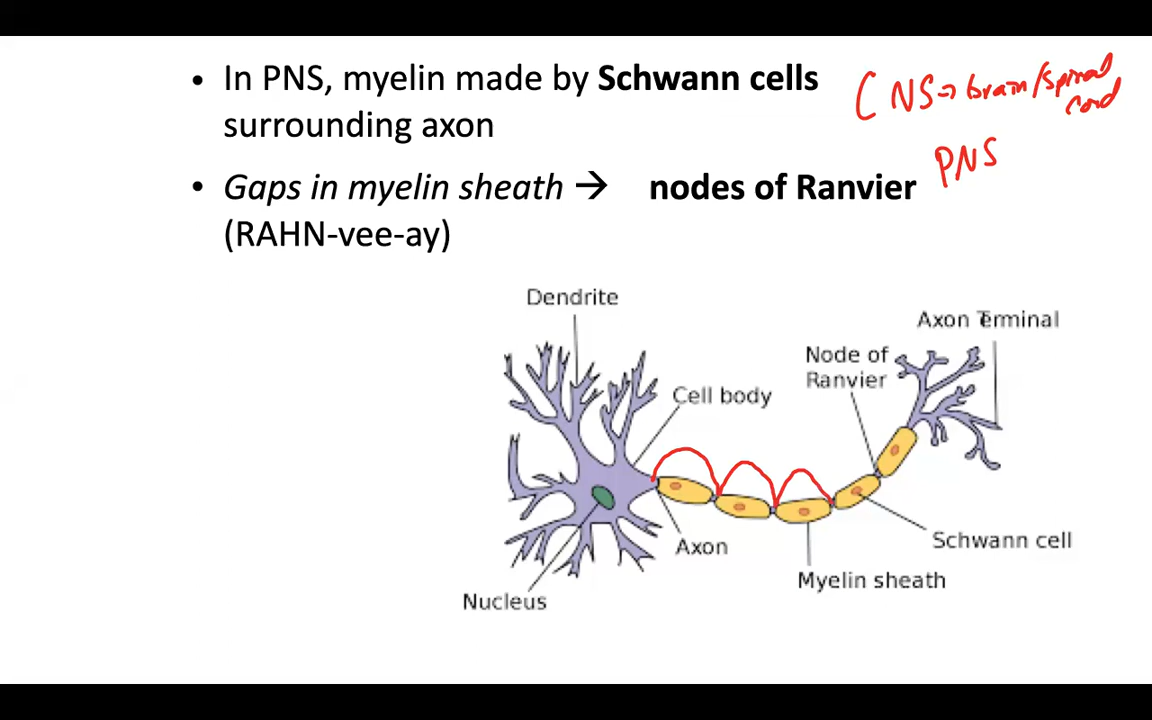 • In PNS, myelin made by Schwann cells
surrounding axon
CNS → brain/spinal
cord
PNS
• Gaps in myelin sheath → nodes of Ranvier
(RAHN-vee-ay)
Dendrite
Axon Terminal
Node of
Ranvier
Cell body
Axon
Schwann cell
Myelin sheath
Nucleus